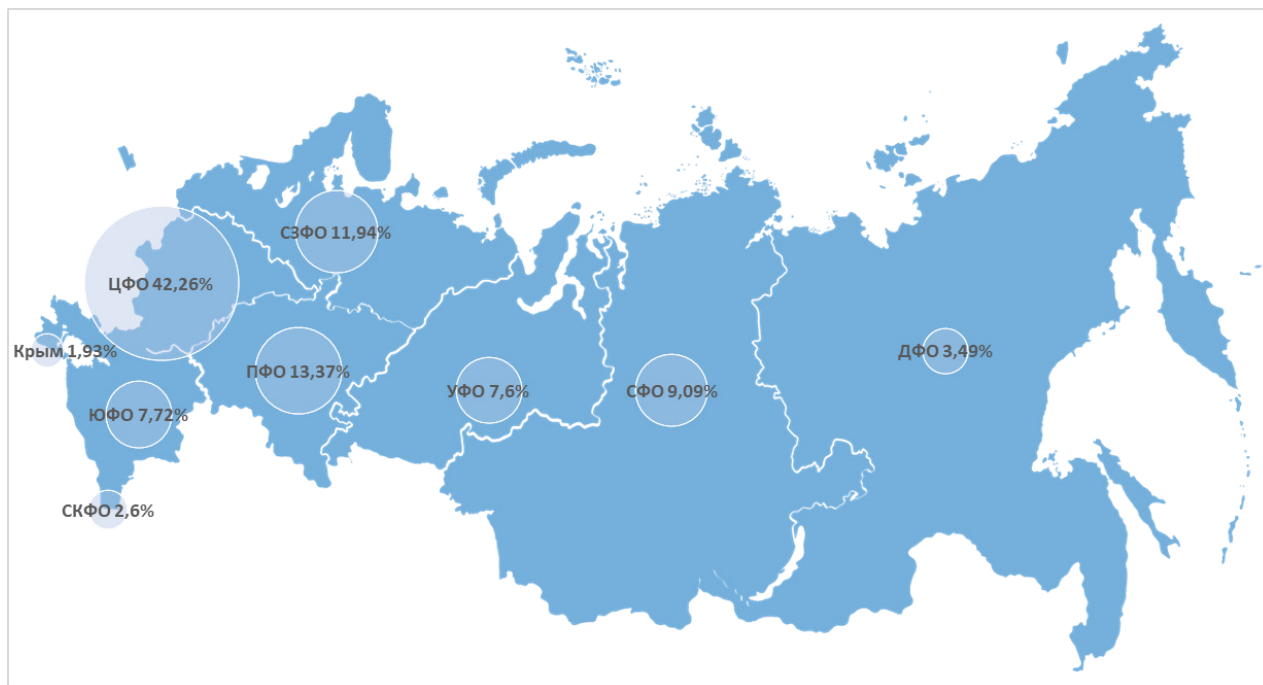 СЗФО 11,94%
ЦФО 42,26%
Крым 1,93%
ДФО 3,49%
ПФО 13,37%
УФО 7,6%
СФО 9,09%
ЮФО 7,72%
СКФО 2,6%